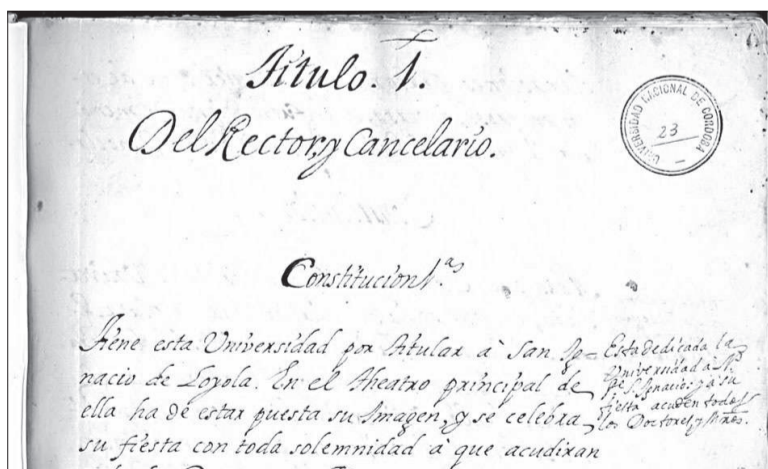 Titulo. 1.
Del Rector, y Cancelario.
UNIVERSIDAD NACIONAL DE CORDOBA
23
Constitucion 1.ª
Tiene esta Universidad por titular à San Ig=
nacio de Loyola. En el theatro principal de
ella ha de estar puesta su Imagen, y se celebra
su fiesta con toda solemnidad à que acudiran
Esta dedicada la
Universidad à N.
P.e S. Ignacio: y à su
fiesta acuden todos
los Doctores, y Mros.